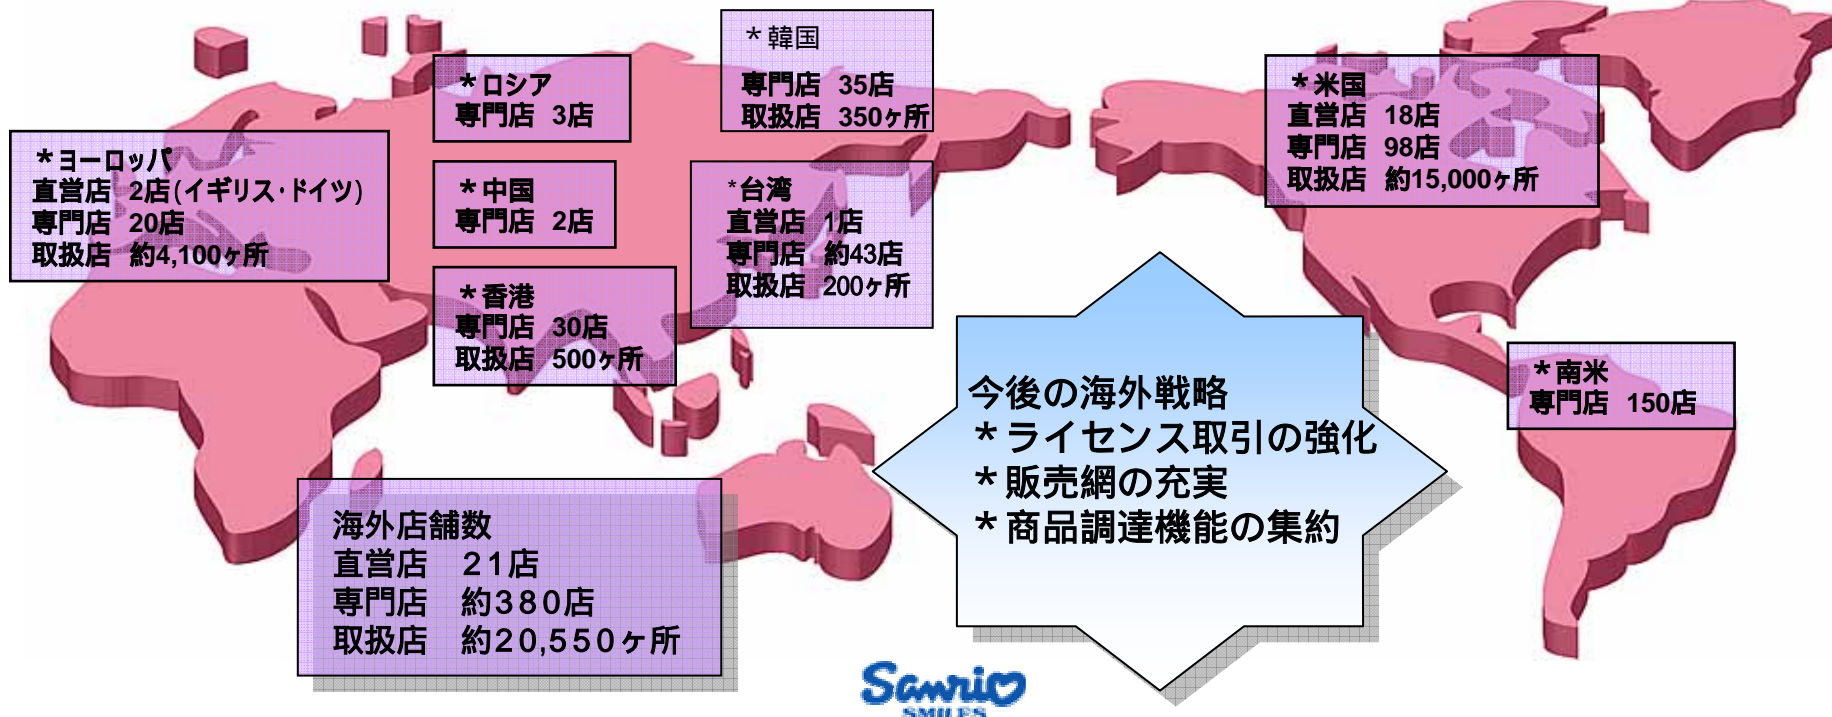 *ヨーロッパ
直営店 2店(イギリス・ドイツ)
専門店 20店
取扱店 約4,100ヶ所
*ロシア
専門店 3店
*中国
専門店 2店
*香港
専門店 30店
取扱店 500ヶ所
*韓国
専門店 35店
取扱店 350ヶ所
*台湾
直営店 1店
専門店 約43店
取扱店 200ヶ所
*米国
直営店 18店
専門店 98店
取扱店 約15,000ヶ所
*南米
専門店 150店
海外店舗数
直営店 21店
専門店 約380店
取扱店 約20,550ヶ所
今後の海外戦略
*ライセンス取引の強化
*販売網の充実
*商品調達機能の集約
Sanrio
SMILES